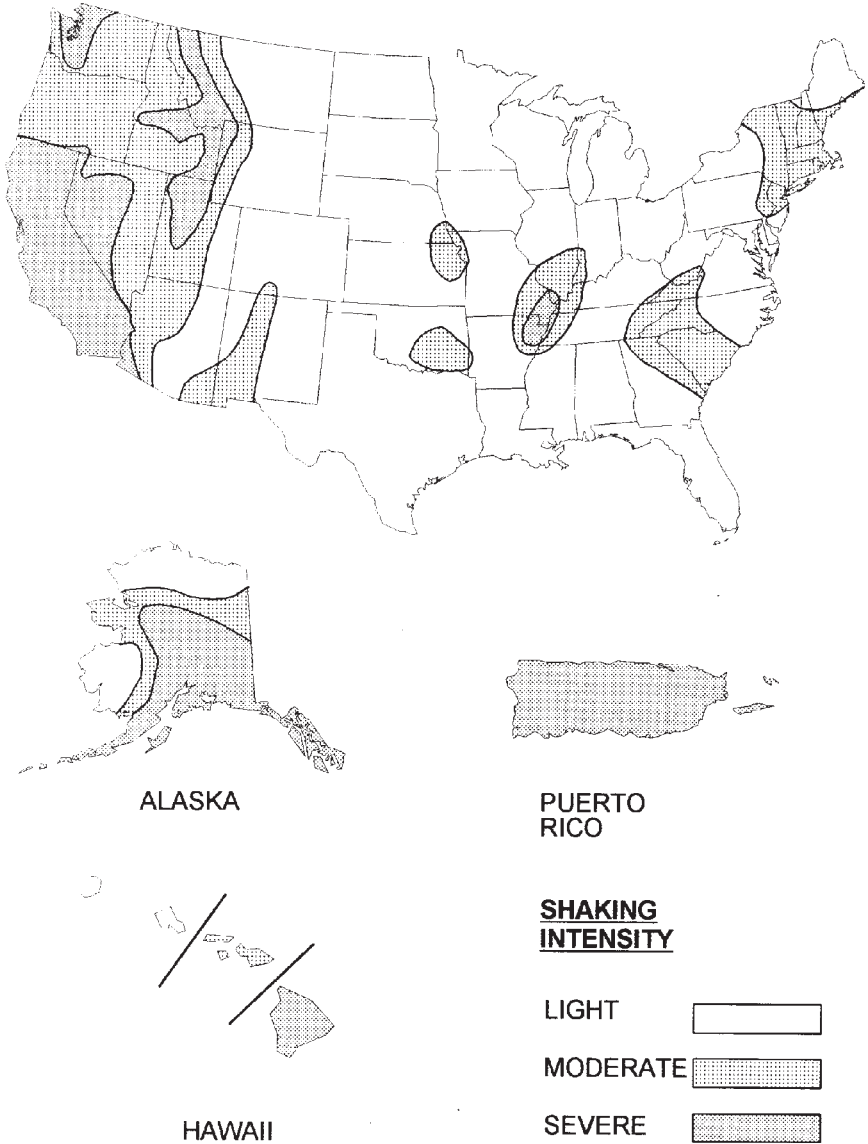 ALASKA
PUERTO
RICO
SHAKING
INTENSITY
LIGHT
MODERATE
SEVERE
HAWAII